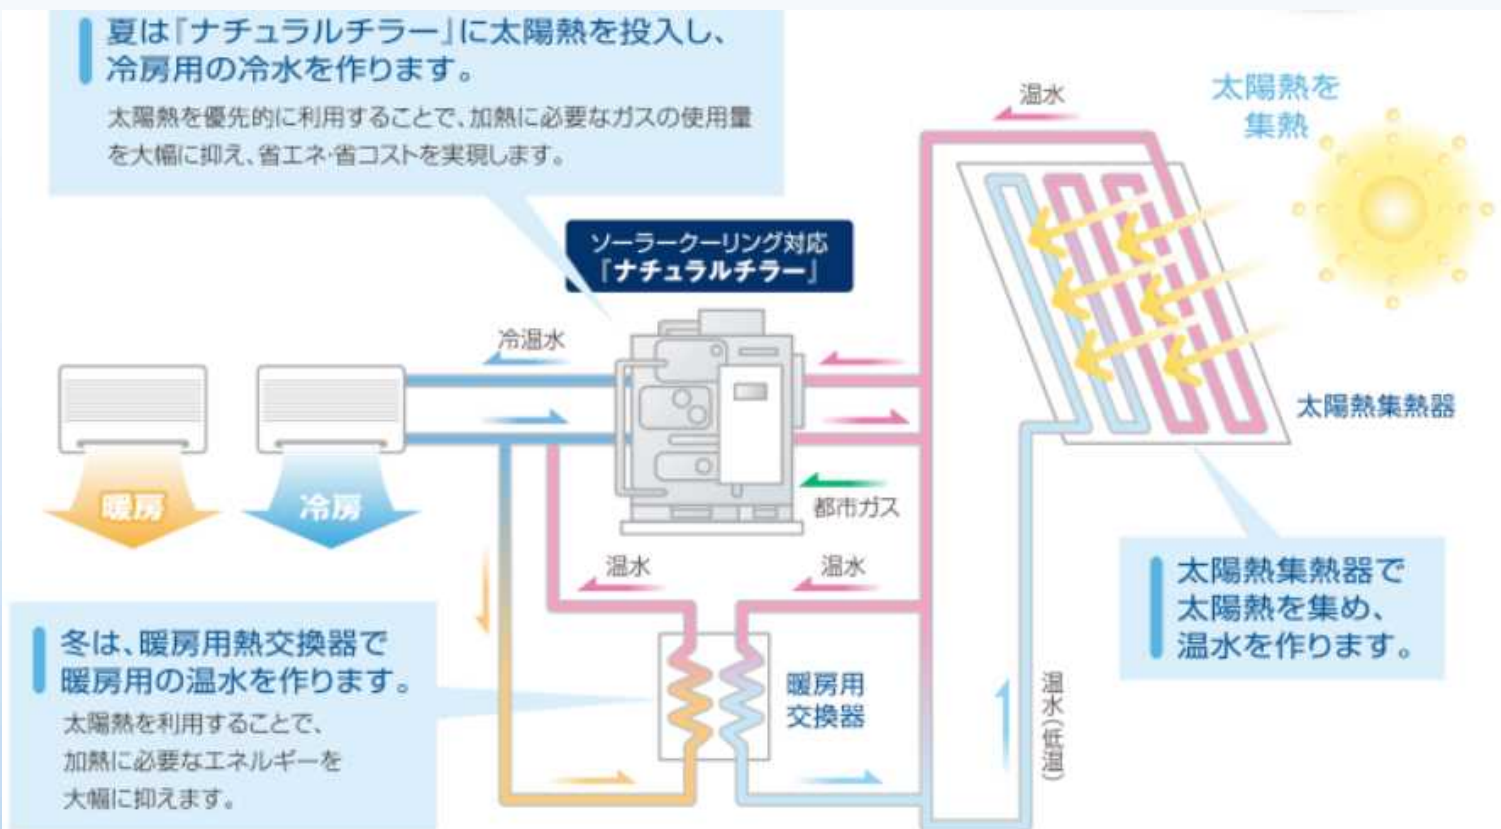 夏は『ナチュラルチラー』に太陽熱を投入し、
冷房用の冷水を作ります。
太陽熱を優先的に利用することで、加熱に必要なガスの使用量
を大幅に抑え、省エネ・省コストを実現します。
温水
太陽熱を
集熱
ソーラークーリング対応
『ナチュラルチラー』
冷温水
太陽熱集熱器
暖房
冷房
都市ガス
温水
温水
太陽熱集熱器で
太陽熱を集め、
温水を作ります。
冬は、暖房用熱交換器で
暖房用の温水を作ります。
太陽熱を利用することで、
加熱に必要なエネルギーを
大幅に抑えます。
暖房用
交換器
温水(低温)